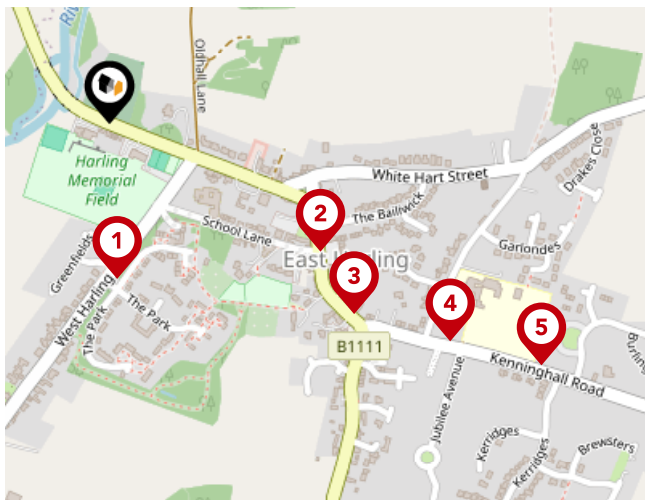 Oldhall Lane
Harling
Memorial
Field
White Hart Street
Drakes Close
2
The Bailiwick
School Lane
1
Greenfields
Garlondes
East Harling
3
West Harling
The Park
The Park
4
5
B1111
Kenninghall Road
Jubilee Avenue
Kerridges
Kerridges
Brewsters